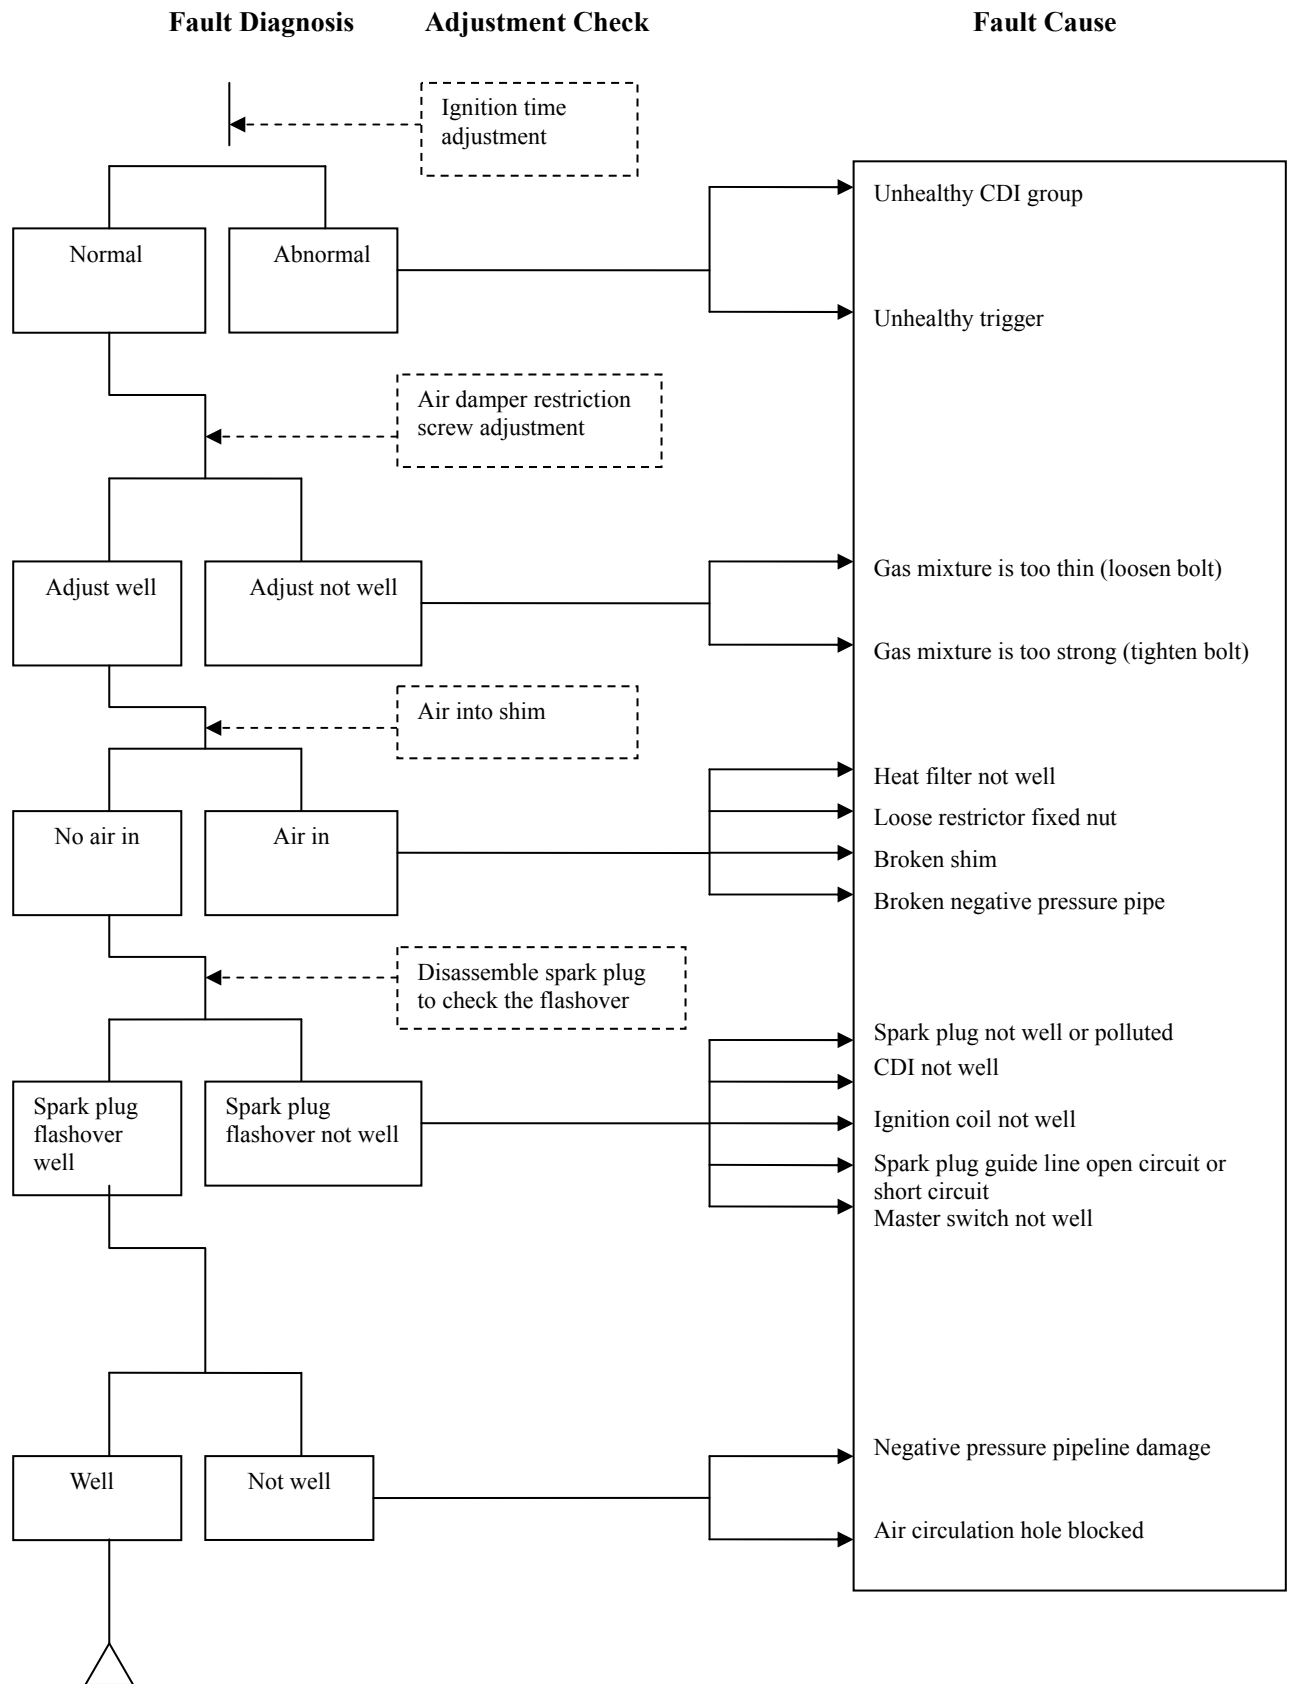 Fault Diagnosis
Adjustment Check
Fault Cause
Ignition time
adjustment
Unhealthy CDI group
Normal
Abnormal
Unhealthy trigger
Air damper restriction
screw adjustment
Gas mixture is too thin (loosen bolt)
Adjust well
Adjust not well
Gas mixture is too strong (tighten bolt)
Air into shim
Heat filter not well
Loose restrictor fixed nut
No air in
Air in
Broken shim
Broken negative pressure pipe
Disassemble spark plug
to check the flashover
Spark plug not well or polluted
CDI not well
Spark plug
flashover
well
Spark plug
flashover not well
Ignition coil not well
Spark plug guide line open circuit or
short circuit
Master switch not well
Negative pressure pipeline damage
Well
Not well
Air circulation hole blocked